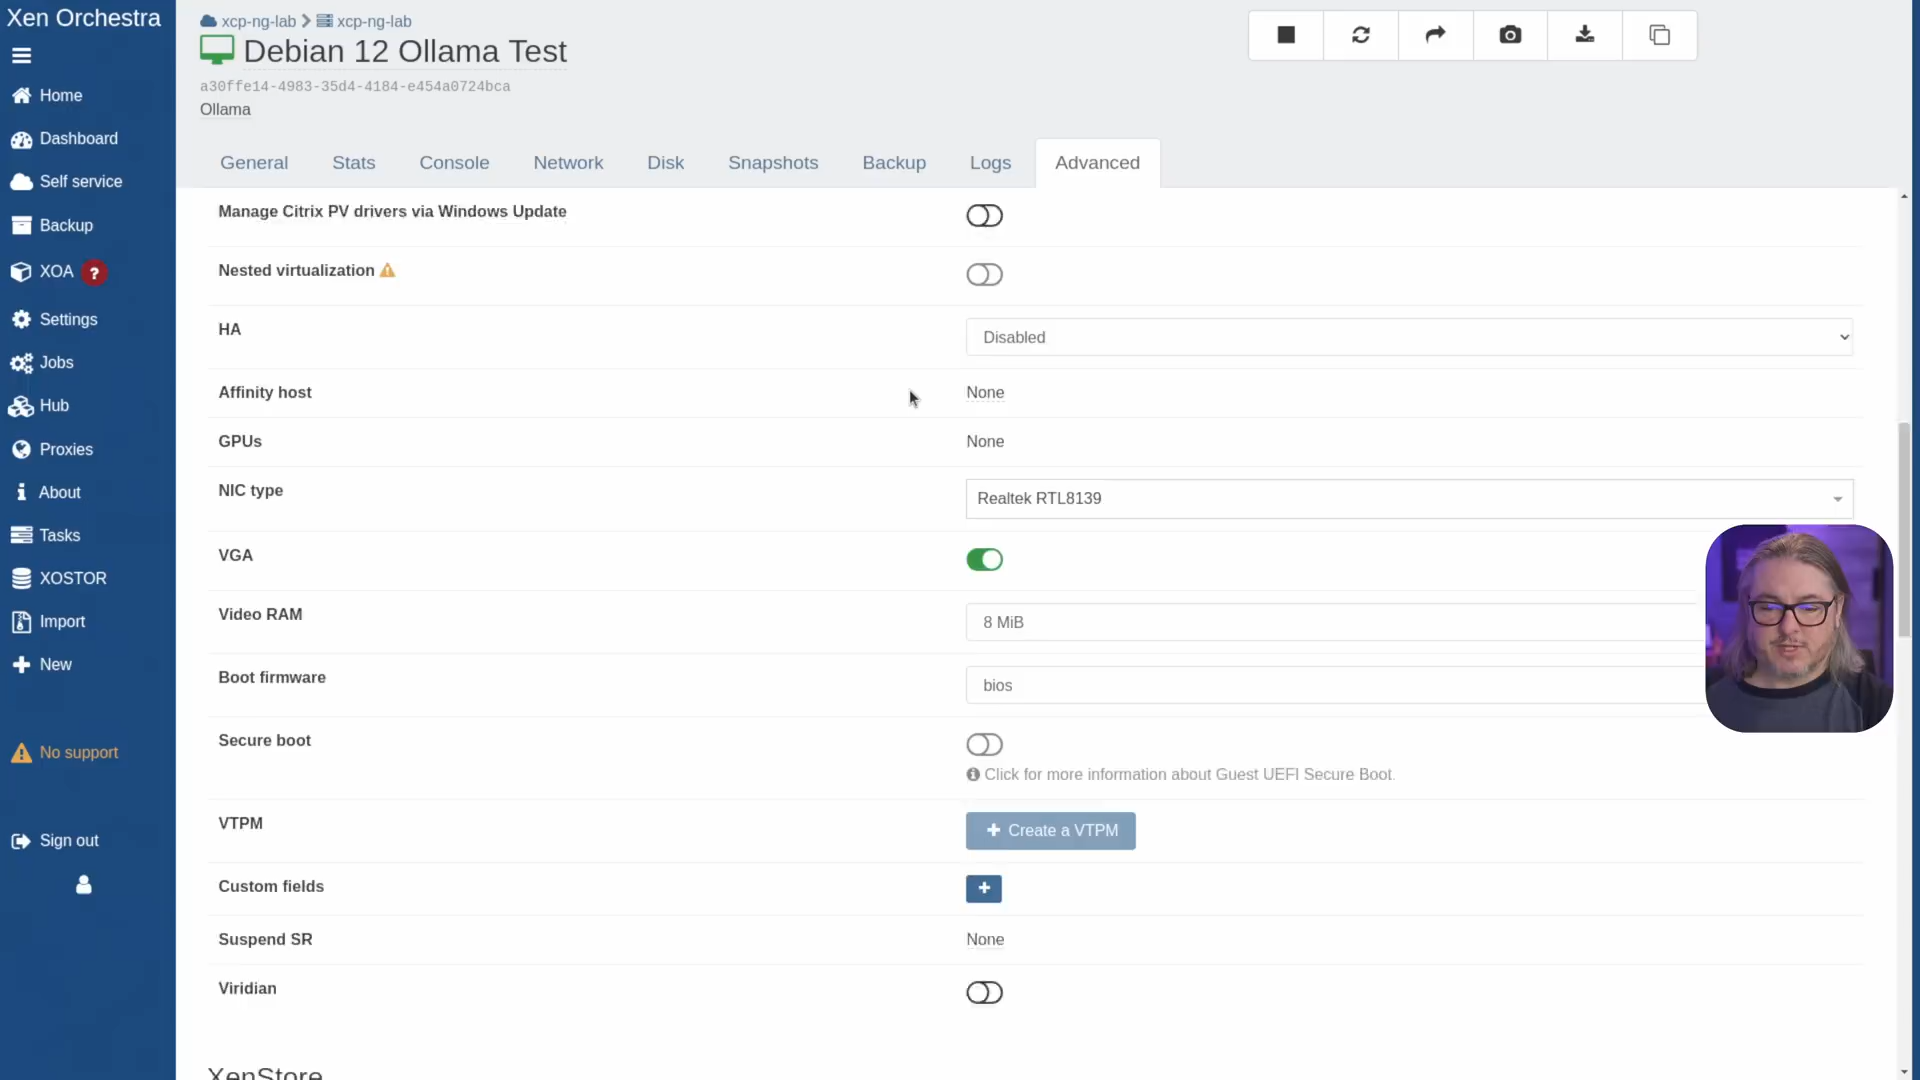 Xen Orchestra
xcp-ng-lab xcp-ng-lab
Debian 12 Ollama Test
a30ffe14-4983-35d4-4184-e454a0724bca
Ollama
Home
Dashboard
Self service
Backup
XOA ?
Settings
Jobs
Hub
Proxies
About
Tasks
XOSTOR
Import
New
No support
Sign out
General Stats Console Network Disk Snapshots Backup Logs Advanced
Manage Citrix PV drivers via Windows Update
Nested virtualization
HA Disabled
Affinity host None
GPUs None
NIC type Realtek RTL8139
VGA
Video RAM 8 MiB
Boot firmware bios
Secure boot
Click for more information about Guest UEFI Secure Boot.
VTPM Create a VTPM
Custom fields
Suspend SR None
Viridian
XenStore